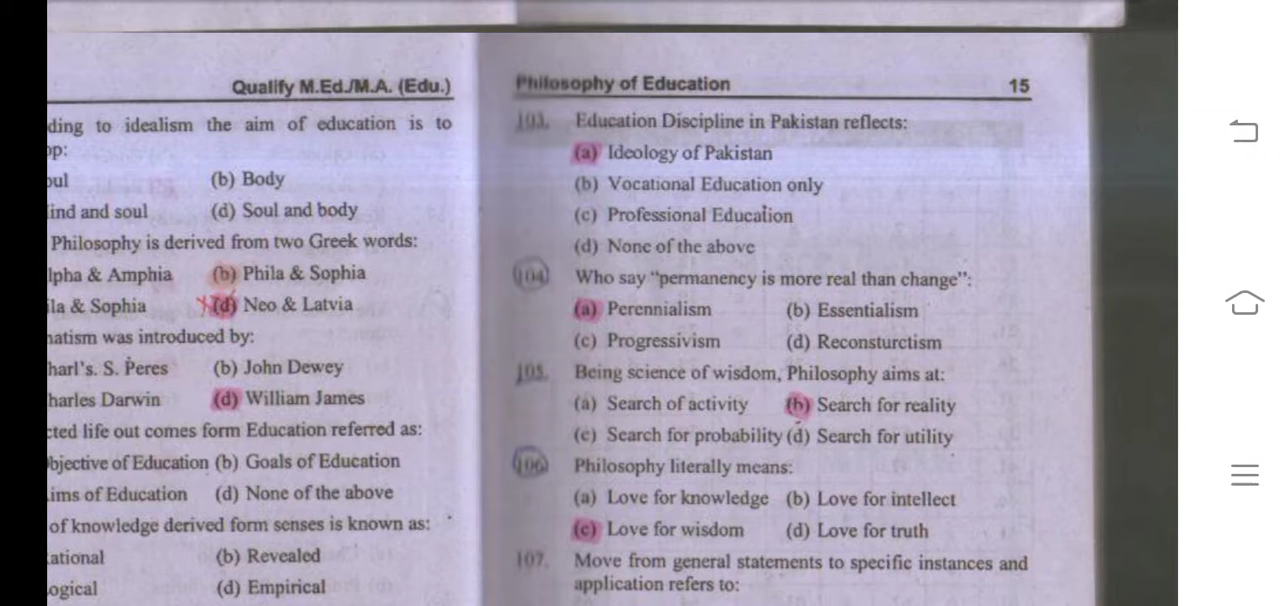 Qualify M.Ed./M.A. (Edu.)
ding to idealism the aim of education is to
op:
oul (b) Body
ind and soul (d) Soul and body
Philosophy is derived from two Greek words:
lpha & Amphia (b) Phila & Sophia
la & Sophia (d) Neo & Latvia
natism was introduced by:
harl's. S. Peres (b) John Dewey
harles Darwin (d) William James
cted life out comes form Education referred as:
bjective of Education (b) Goals of Education
ims of Education (d) None of the above
of knowledge derived form senses is known as:
ational (b) Revealed
ogical (d) Empirical
Philosophy of Education 15
103. Education Discipline in Pakistan reflects:
(a) Ideology of Pakistan
(b) Vocational Education only
(c) Professional Education
(d) None of the above
104 Who say "permanency is more real than change":
(a) Perennialism (b) Essentialism
(c) Progressivism (d) Reconsturctism
105. Being science of wisdom, Philosophy aims at:
(a) Search of activity (b) Search for reality
(c) Search for probability (d) Search for utility
106 Philosophy literally means:
(a) Love for knowledge (b) Love for intellect
(c) Love for wisdom (d) Love for truth
107. Move from general statements to specific instances and
application refers to: